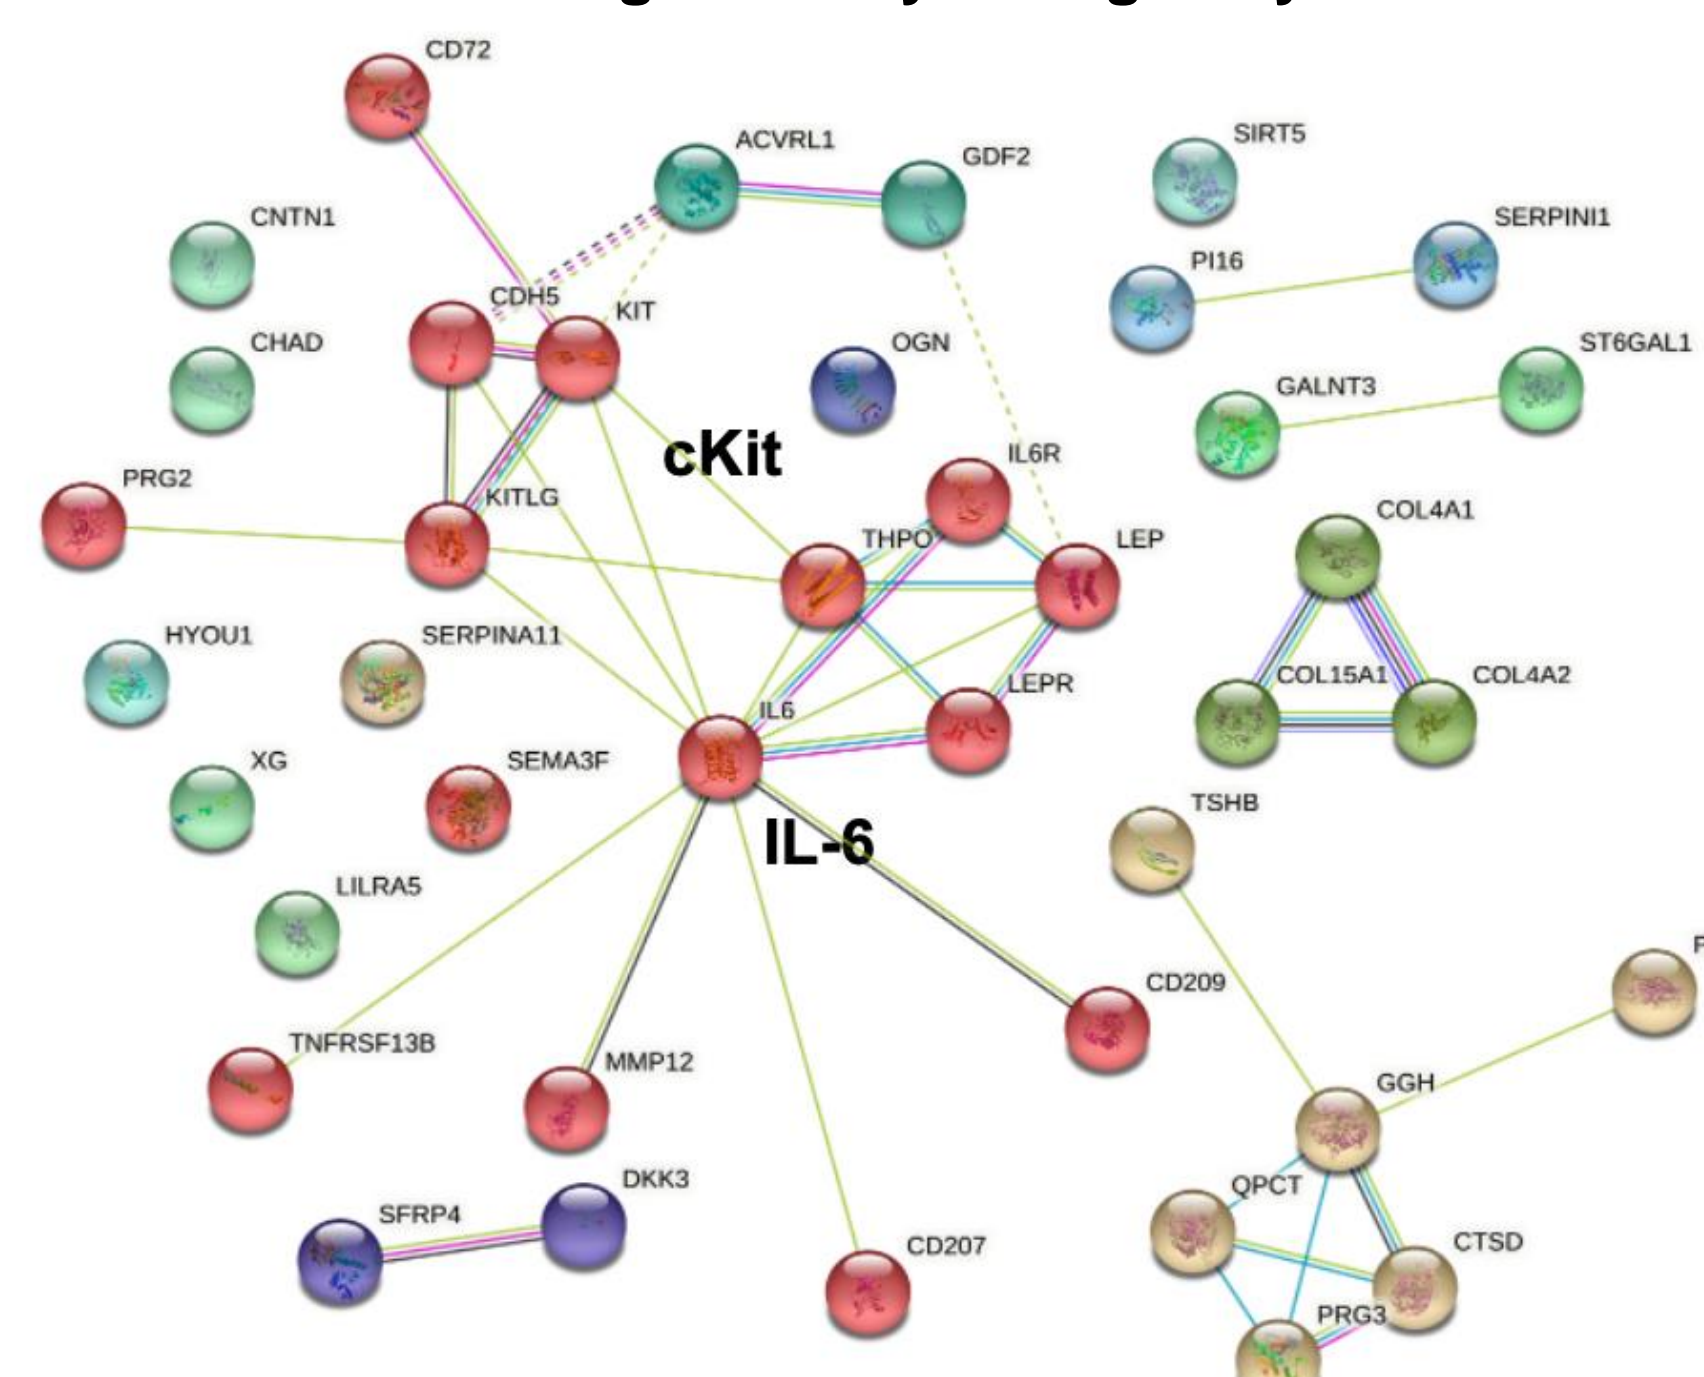 CD72
ACVRL1
GDF2
SIRT5
CNTN1
SERPINI1
PI16
CDH5
KIT
CHAD
OGN
ST6GAL1
GALNT3
cKit
IL6R
PRG2
KITLG
COL4A1
THPO
LEP
HYOU1
SERPINA11
COL15A1
COL4A2
LEPR
IL6
XG
SEMA3F
TSHB
IL-6
LILRA5
CD209
TNFRSF13B
MMP12
GGH
DKK3
QPCT
SFRP4
CD207
CTSD
PRG3